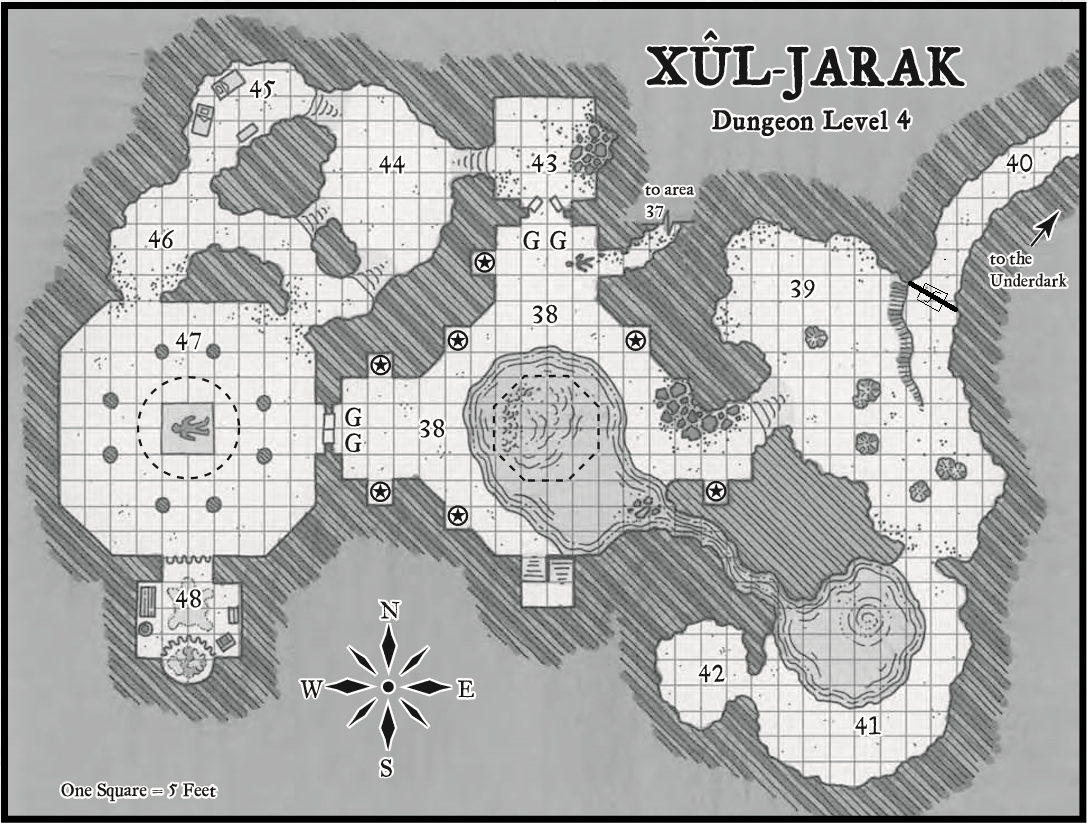 XÛL-JARAK
Dungeon Level 4
45
44
43
40
to area
37
46
G G
to the
Underdark
39
38
47
G
G
38
48
N
W E
S
42
41
One Square = 5 Feet